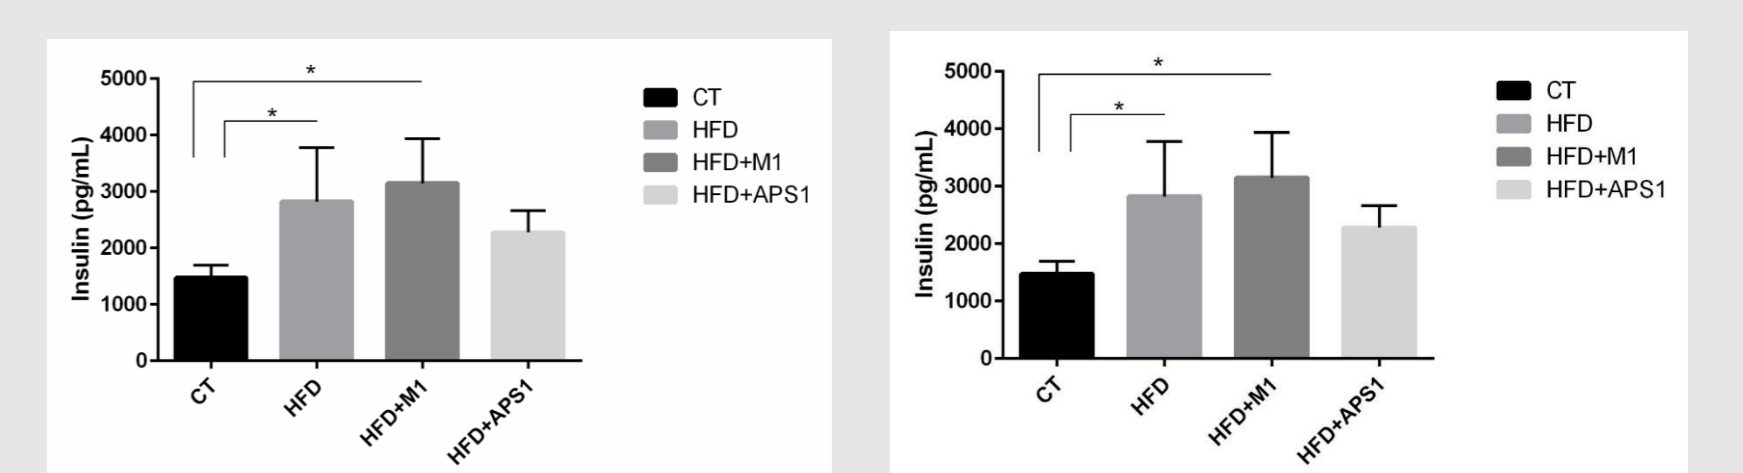 5000
4000
3000
2000
1000
0
Insulin (pg/mL)
*
*
CT
HFD
HFD+M1
HFD+APS1
CT
HFD
HFD+M1
HFD+APS1
5000
4000
3000
2000
1000
0
Insulin (pg/mL)
*
*
CT
HFD
HFD+M1
HFD+APS1
CT
HFD
HFD+M1
HFD+APS1